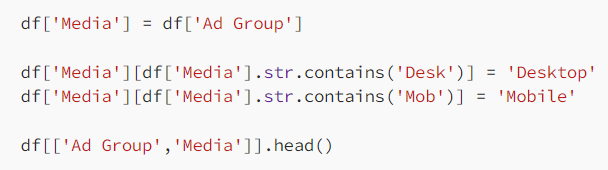 df['Media'] = df['Ad Group']
df['Media'][df['Media'].str.contains('Desk')] = 'Desktop'
df['Media'][df['Media'].str.contains('Mob')] = 'Mobile'
df[['Ad Group','Media']].head()